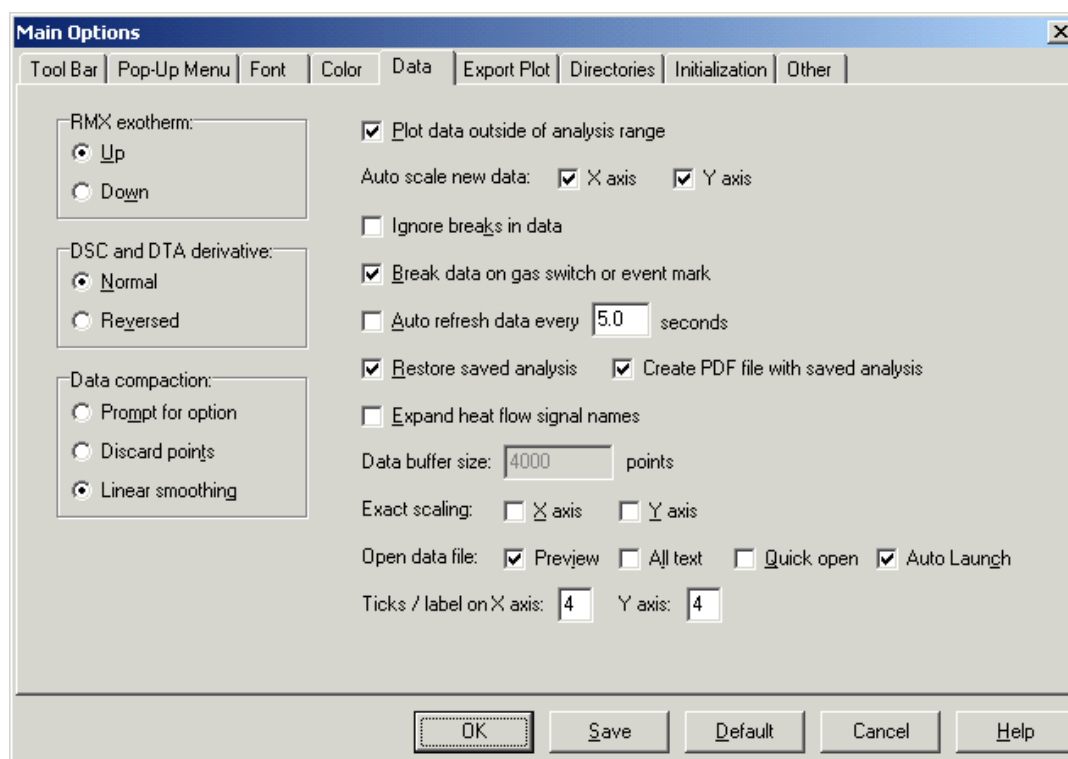 Main Options
Tool Bar Pop-Up Menu Font Color Data Export Plot Directories Initialization Other
RMX exotherm:
Up
Down
DSC and DTA derivative:
Normal
Reversed
Data compaction:
Prompt for option
Discard points
Linear smoothing
Plot data outside of analysis range
Auto scale new data: X axis Y axis
Ignore breaks in data
Break data on gas switch or event mark
Auto refresh data every 5.0 seconds
Restore saved analysis Create PDF file with saved analysis
Expand heat flow signal names
Data buffer size: 4000 points
Exact scaling: X axis Y axis
Open data file: Preview All text Quick open Auto Launch
Ticks / label on X axis: 4 Y axis: 4
OK Save Default Cancel Help